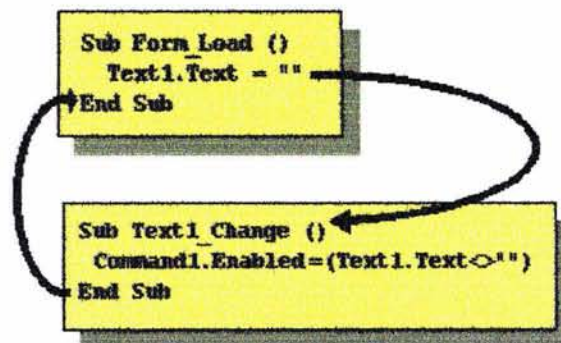 Sub Form_Load ()
Text1.Text = ""
End Sub
Sub Text1_Change ()
Command1.Enabled=(Text1.Text<>"")
End Sub